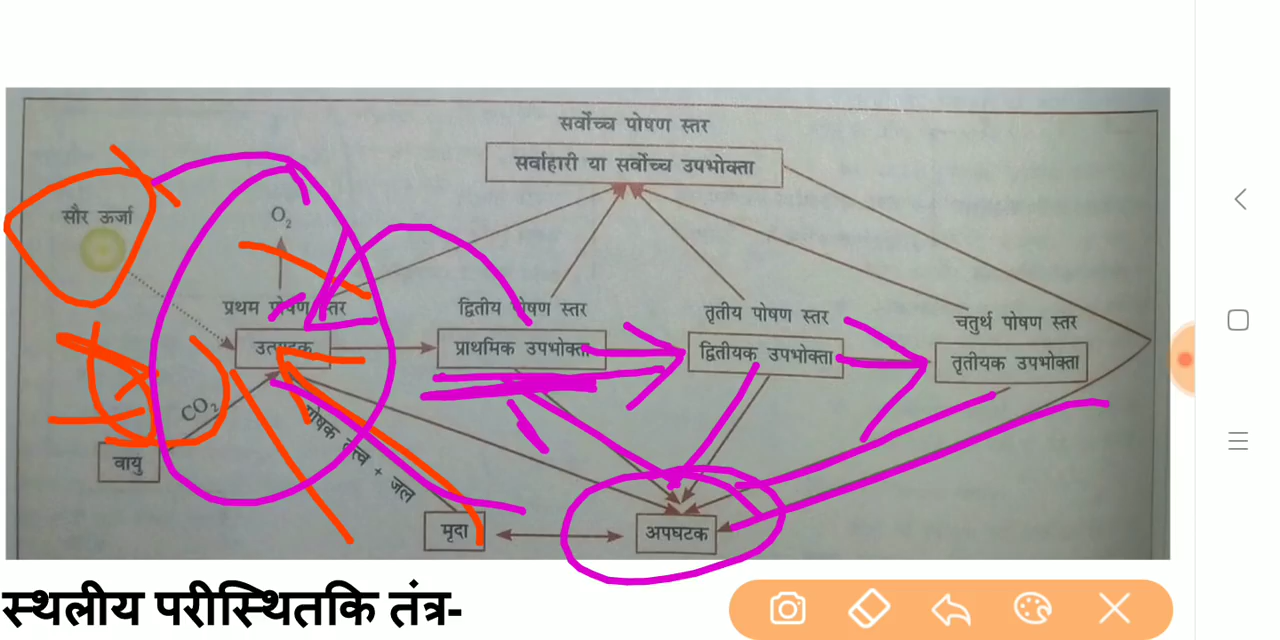 सर्वोच्च पोषण स्तर
सर्वाहारी या सर्वोच्च उपभोक्ता
सौर ऊर्जा
O₂
प्रथम पोषण स्तर
द्वितीय पोषण स्तर
तृतीय पोषण स्तर
चतुर्थ पोषण स्तर
उत्पादक
प्राथमिक उपभोक्ता
द्वितीयक उपभोक्ता
तृतीयक उपभोक्ता
CO₂
वायु
पोषक तत्त्व + जल
मृदा
अपघटक
स्थलीय परीस्थितकि तंत्र-